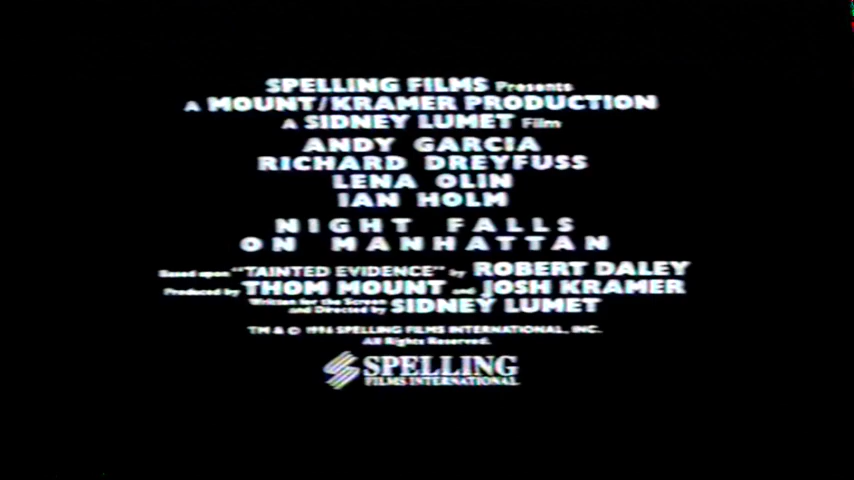 SPELLING FILMS Presents
A MOUNT/KRAMER PRODUCTION
A SIDNEY LUMET Film
ANDY GARCIA
RICHARD DREYFUSS
LENA OLIN
IAN HOLM
NIGHT FALLS
ON MANHATTAN
Based upon "TAINTED EVIDENCE" by ROBERT DALEY
Produced by THOM MOUNT and JOSH KRAMER
Written for the Screen
and Directed by SIDNEY LUMET
TM & © 1996 SPELLING FILMS INTERNATIONAL, INC.
All Rights Reserved.
SPELLING
FILMS INTERNATIONAL